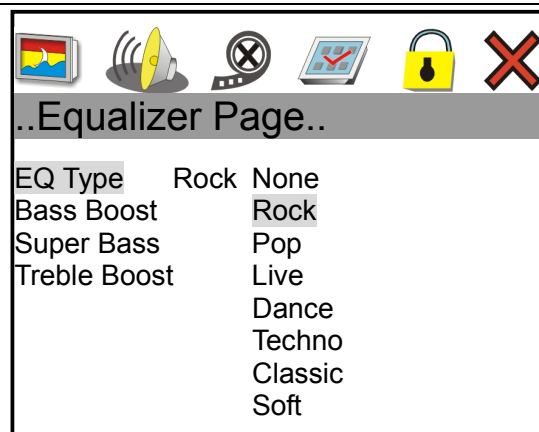 ..Equalizer Page..
EQ Type Rock None
Bass Boost Rock
Super Bass Pop
Treble Boost Live
Dance
Techno
Classic
Soft